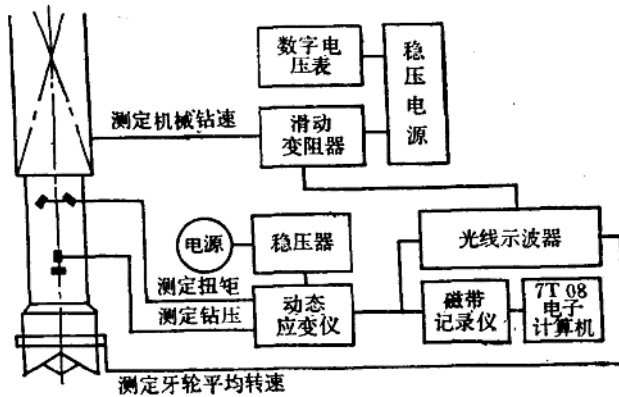 数字电
压表
稳
压
电
源
测定机械钻速
滑动
变阻器
电源
稳压器
光线示波器
测定扭矩
测定钻压
动态
应变仪
磁带
记录仪
7T 08
电子
计算机
测定牙轮平均转速